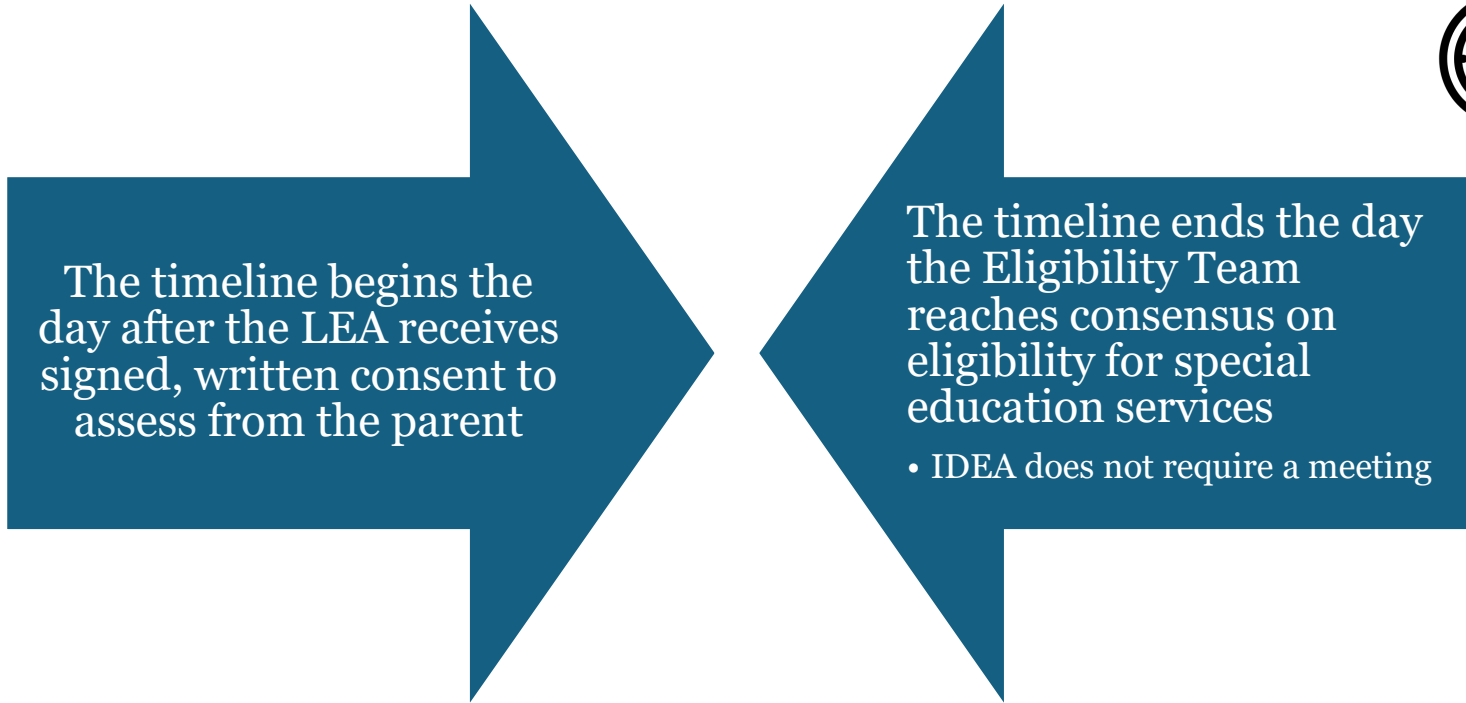 The timeline begins the
day after the LEA receives
signed, written consent to
assess from the parent
The timeline ends the day
the Eligibility Team
reaches consensus on
eligibility for special
education services
• IDEA does not require a meeting